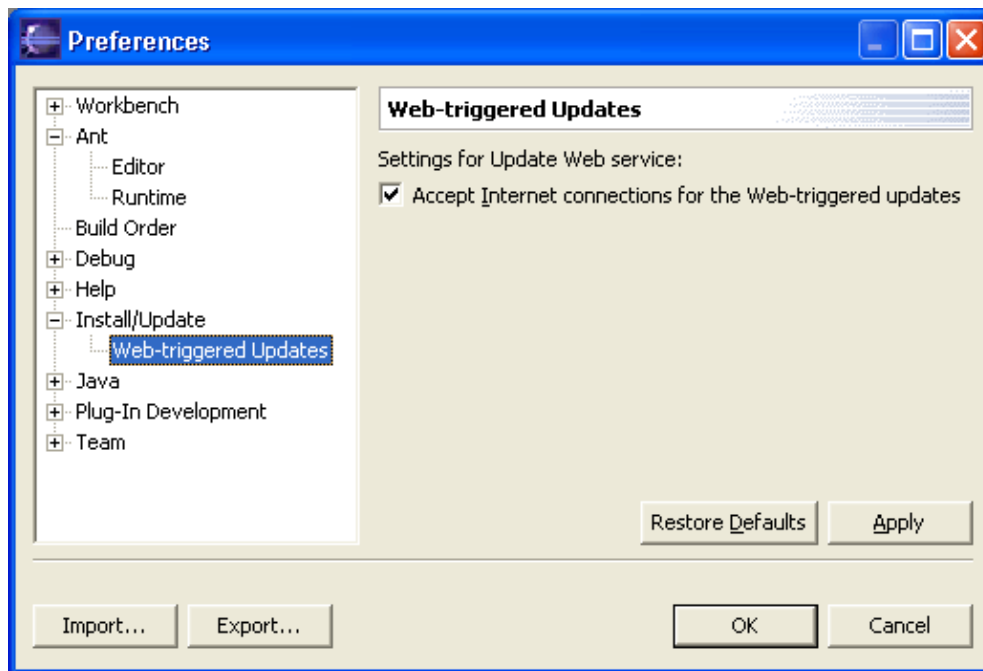 Preferences
Workbench
Ant
Editor
Runtime
Build Order
Debug
Help
Install/Update
Web-triggered Updates
Java
Plug-In Development
Team
Web-triggered Updates
Settings for Update Web service:
Accept Internet connections for the Web-triggered updates
Restore Defaults
Apply
Import...
Export...
OK
Cancel